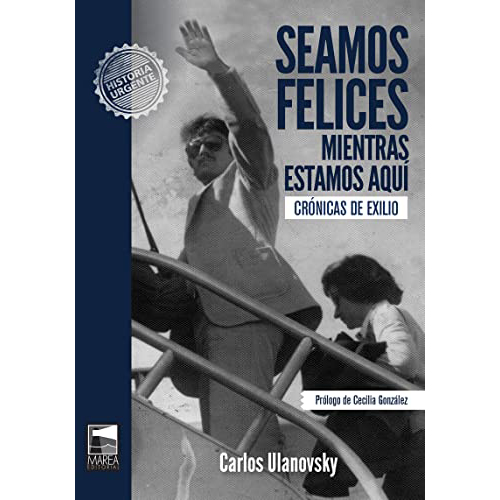 HISTORIA
URGENTE
SEAMOS
FELICES
MIENTRAS
ESTAMOS AQUÍ
CRÓNICAS DE EXILIO
Prólogo de Cecilia González
Carlos Ulanovsky
MAREA
EDITORIAL